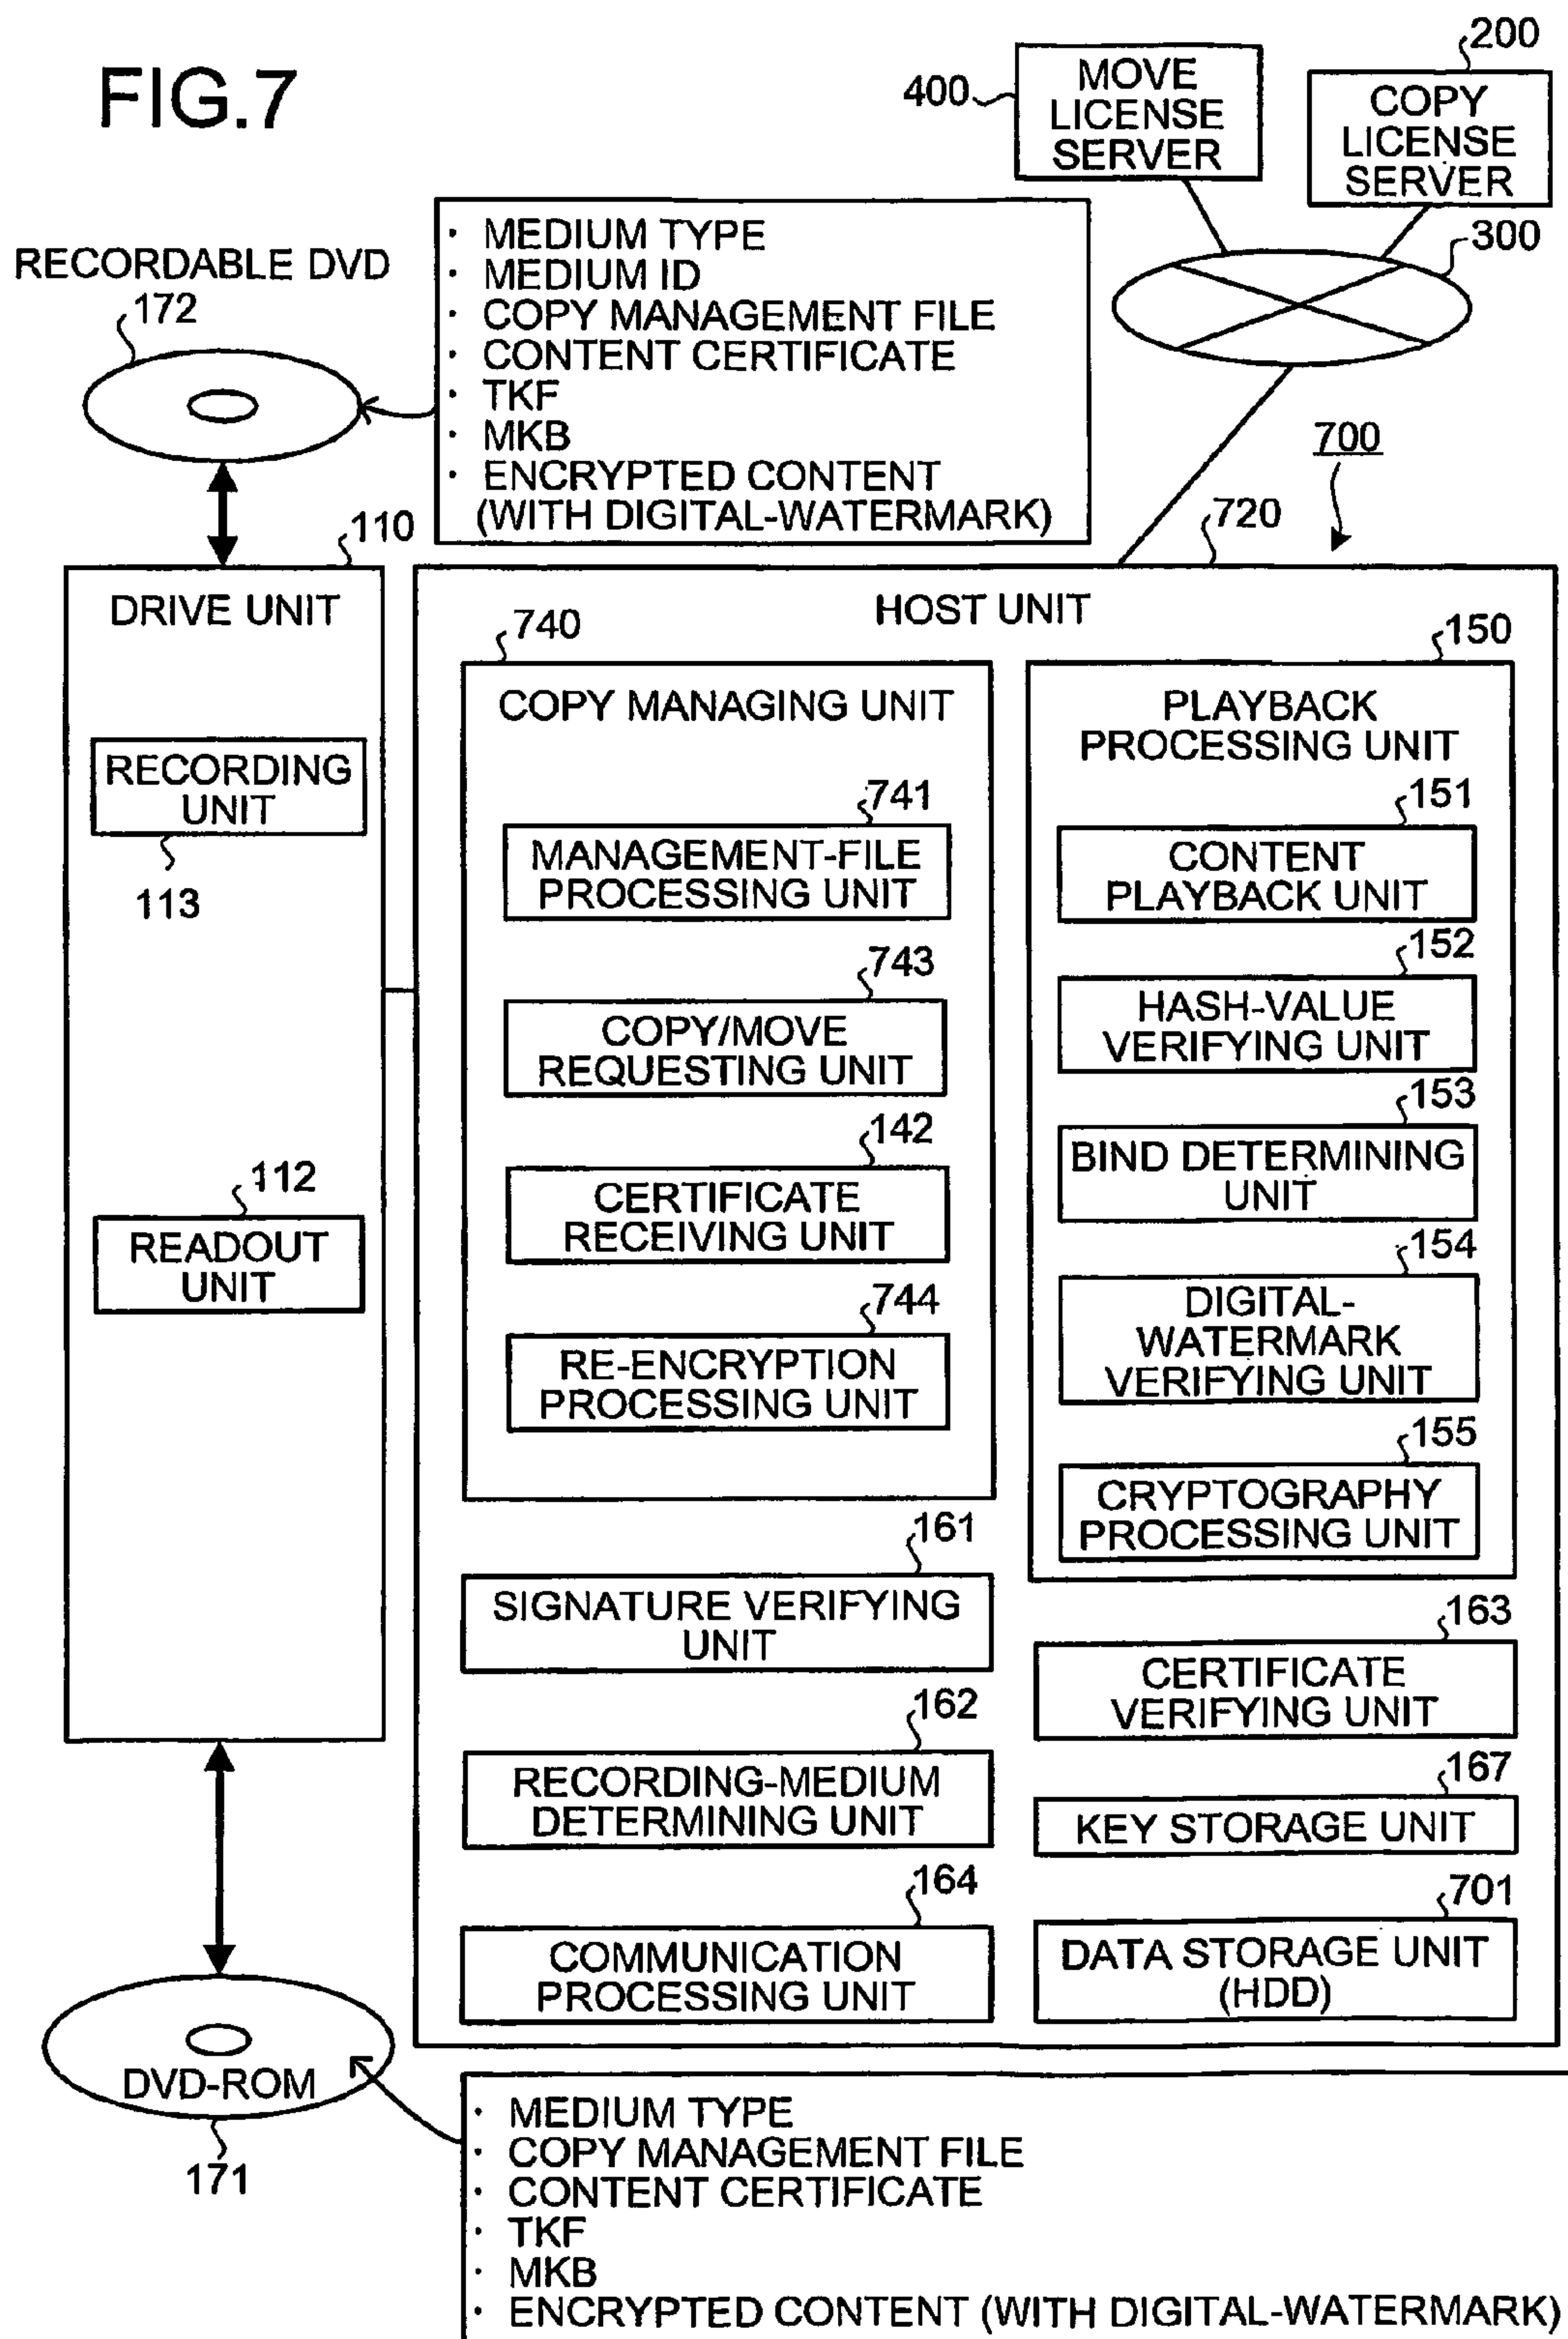 FIG.7
400
MOVE
LICENSE
SERVER
200
COPY
LICENSE
SERVER
300
RECORDABLE DVD
172
· MEDIUM TYPE
· MEDIUM ID
· COPY MANAGEMENT FILE
· CONTENT CERTIFICATE
· TKF
· MKB
· ENCRYPTED CONTENT
(WITH DIGITAL-WATERMARK)
700
110
DRIVE UNIT
RECORDING
UNIT
113
112
READOUT
UNIT
720
HOST UNIT
740
COPY MANAGING UNIT
741
MANAGEMENT-FILE
PROCESSING UNIT
743
COPY/MOVE
REQUESTING UNIT
142
CERTIFICATE
RECEIVING UNIT
744
RE-ENCRYPTION
PROCESSING UNIT
150
PLAYBACK
PROCESSING UNIT
151
CONTENT
PLAYBACK UNIT
152
HASH-VALUE
VERIFYING UNIT
153
BIND DETERMINING
UNIT
154
DIGITAL-
WATERMARK
VERIFYING UNIT
155
CRYPTOGRAPHY
PROCESSING UNIT
161
SIGNATURE VERIFYING
UNIT
162
RECORDING-MEDIUM
DETERMINING UNIT
164
COMMUNICATION
PROCESSING UNIT
163
CERTIFICATE
VERIFYING UNIT
167
KEY STORAGE UNIT
701
DATA STORAGE UNIT
(HDD)
DVD-ROM
171
· MEDIUM TYPE
· COPY MANAGEMENT FILE
· CONTENT CERTIFICATE
· TKF
· MKB
· ENCRYPTED CONTENT (WITH DIGITAL-WATERMARK)